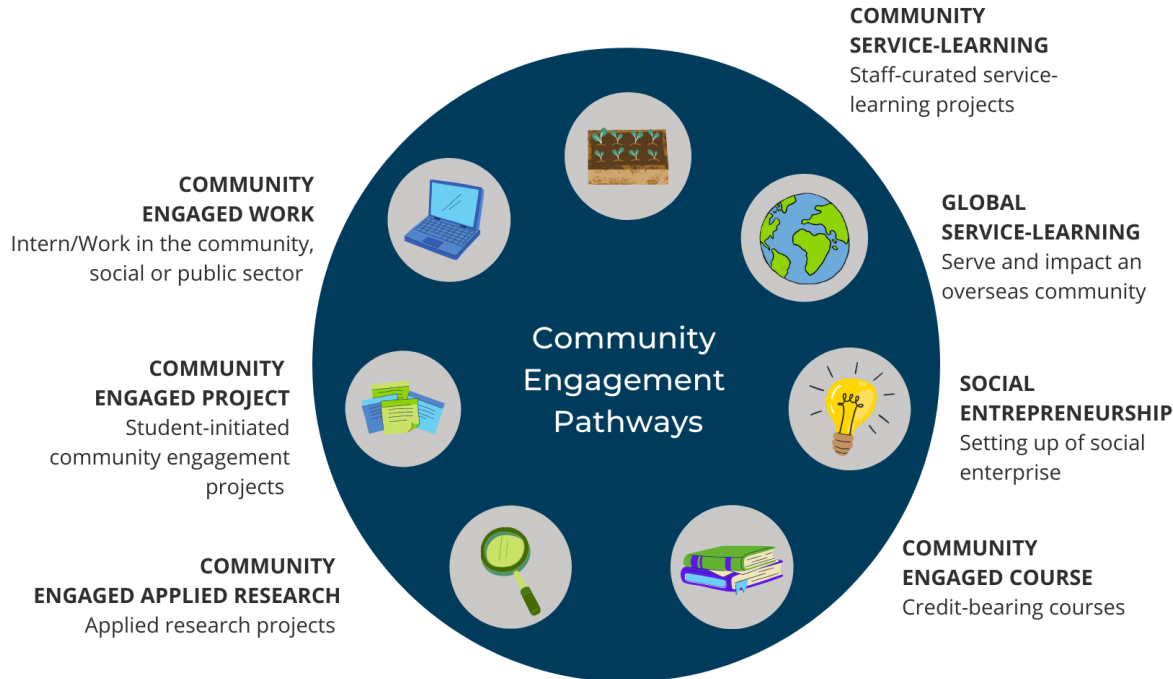 COMMUNITY
SERVICE-LEARNING
Staff-curated service-
learning projects
GLOBAL
SERVICE-LEARNING
Serve and impact an
overseas community
SOCIAL
ENTREPRENEURSHIP
Setting up of social
enterprise
COMMUNITY
ENGAGED COURSE
Credit-bearing courses
COMMUNITY
ENGAGED APPLIED RESEARCH
Applied research projects
COMMUNITY
ENGAGED PROJECT
Student-initiated
community engagement
projects
COMMUNITY
ENGAGED WORK
Intern/Work in the community,
social or public sector
Community
Engagement
Pathways